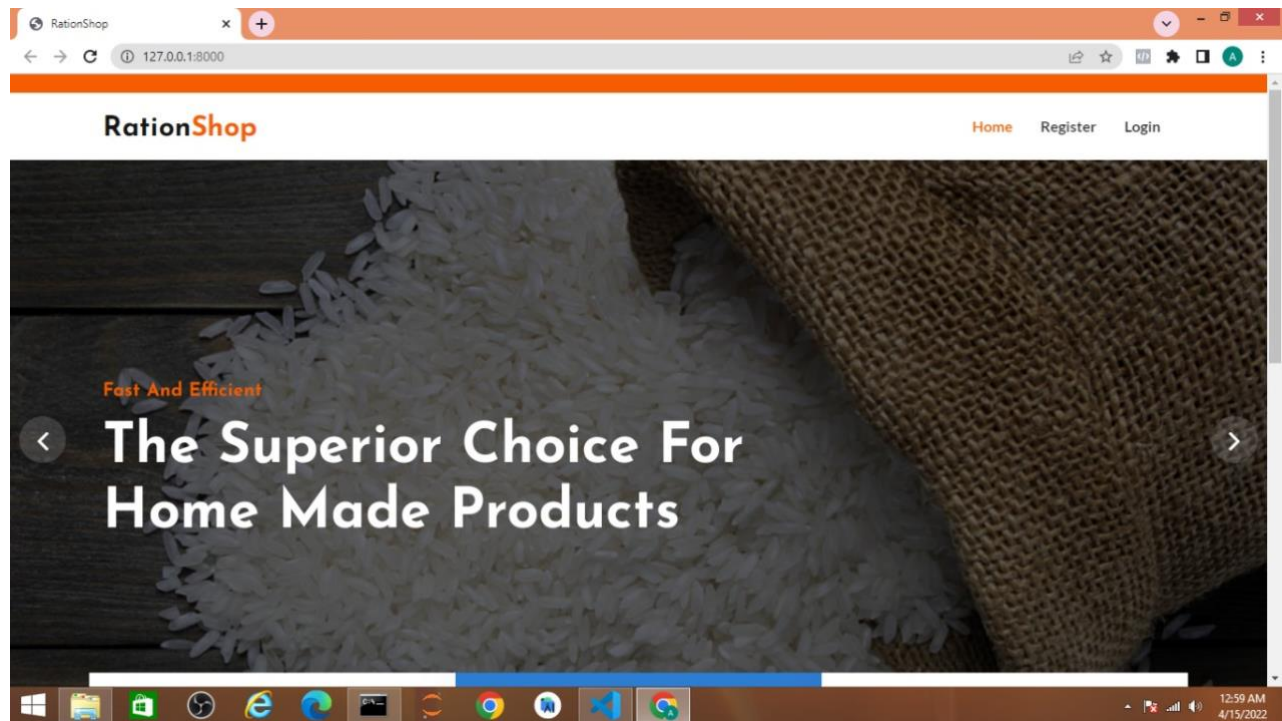 RationShop
127.0.0.1:8000
A
RationShop
Home Register Login
Fast And Efficient
The Superior Choice For
Home Made Products
12:59 AM
4/15/2022